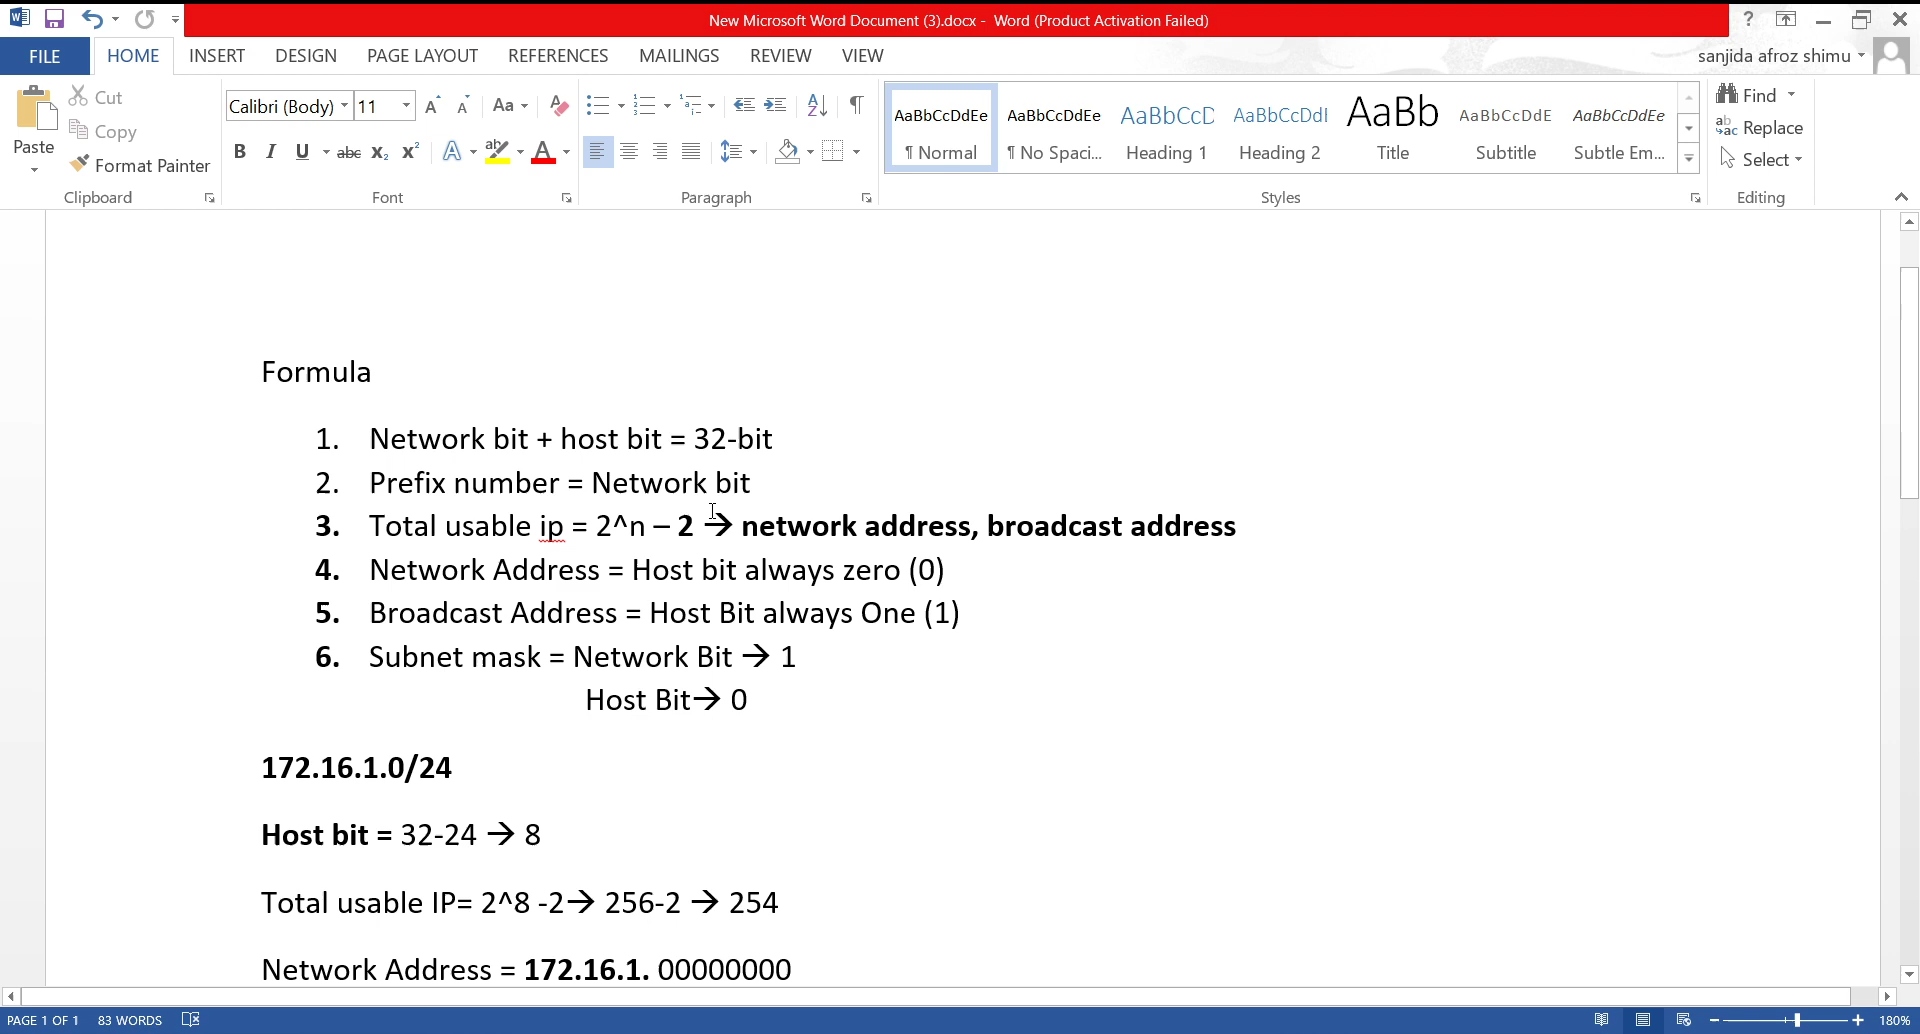 New Microsoft Word Document (3).docx - Word (Product Activation Failed)
?
FILE HOME INSERT DESIGN PAGE LAYOUT REFERENCES MAILINGS REVIEW VIEW
sanjida afroz shimu
Paste
Cut
Copy
Format Painter
Clipboard
Calibri (Body) 11
Font
Paragraph
AaBbCcDdEe AaBbCcDdEe AaBbCcD AaBbCcDdI AaBb AaBbCcDdE AaBbCcDdEe
¶ Normal ¶ No Spaci... Heading 1 Heading 2 Title Subtitle Subtle Em...
Styles
Find
Replace
Select
Editing
Formula
1. Network bit + host bit = 32-bit
2. Prefix number = Network bit
3. Total usable ip = 2^n – 2 → network address, broadcast address
4. Network Address = Host bit always zero (0)
5. Broadcast Address = Host Bit always One (1)
6. Subnet mask = Network Bit → 1
Host Bit→ 0
172.16.1.0/24
Host bit = 32-24 → 8
Total usable IP= 2^8 -2→ 256-2 → 254
Network Address = 172.16.1. 00000000
PAGE 1 OF 1 83 WORDS
180%